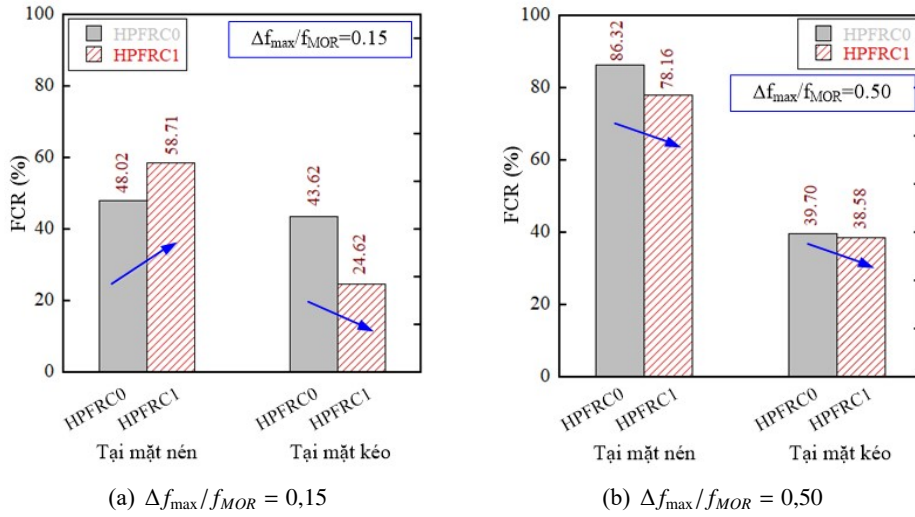 100
80
60
40
20
0
FCR (%)
HPFRC0
HPFRC1
Δfmax/fMOR=0.15
48.02
58.71
43.62
24.62
HPFRC0
HPFRC1
HPFRC0
HPFRC1
Tại mặt nén
Tại mặt kéo
(a) Δfmax/fMOR = 0,15
100
80
60
40
20
0
FCR (%)
HPFRC0
HPFRC1
Δfmax/fMOR=0.50
86.32
78.16
39.70
38.58
HPFRC0
HPFRC1
HPFRC0
HPFRC1
Tại mặt nén
Tại mặt kéo
(b) Δfmax/fMOR = 0,50